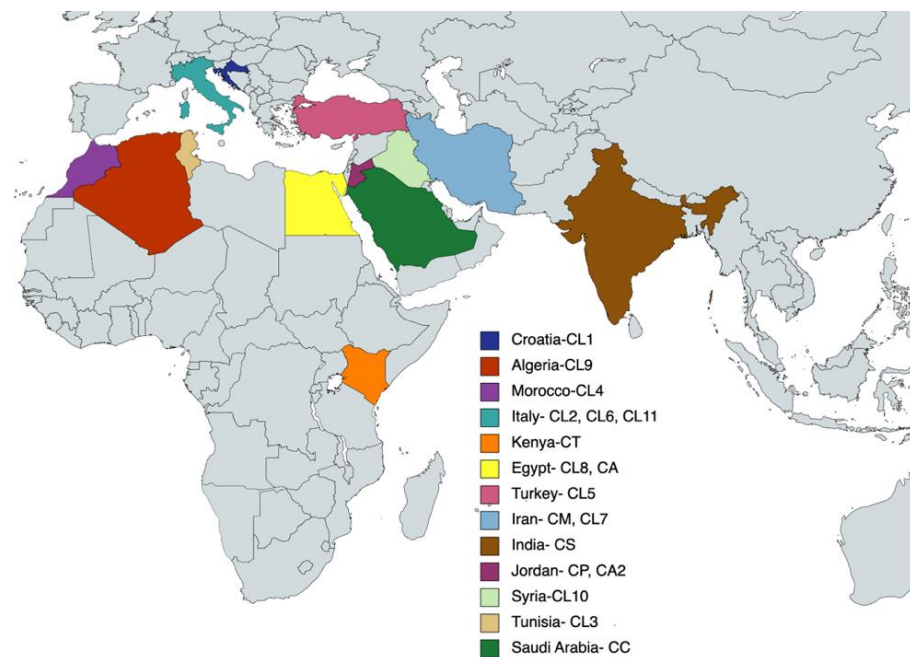 Croatia-CL1
Algeria-CL9
Morocco-CL4
Italy- CL2, CL6, CL11
Kenya-CT
Egypt- CL8, CA
Turkey- CL5
Iran- CM, CL7
India- CS
Jordan- CP, CA2
Syria-CL10
Tunisia- CL3
Saudi Arabia- CC